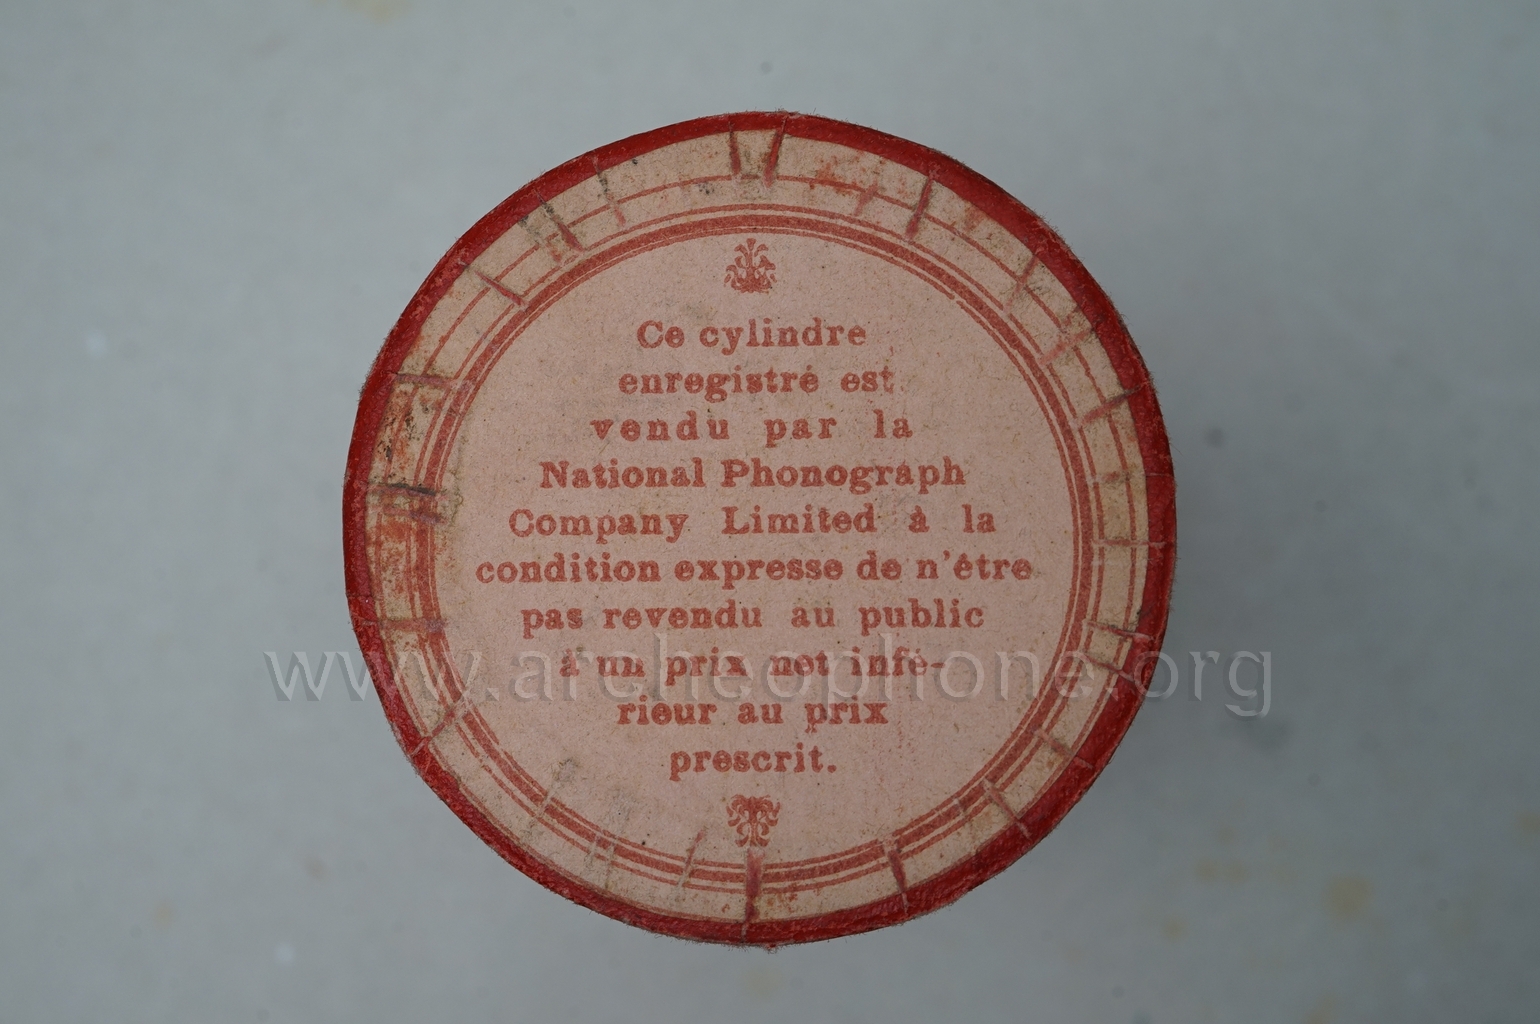 Ce cylindre
enregistré est
vendu par la
National Phonograph
Company Limited à la
condition expresse de n'être
pas revendu au public
à un prix net infé-
rieur au prix
prescrit.
www.archeophone.org